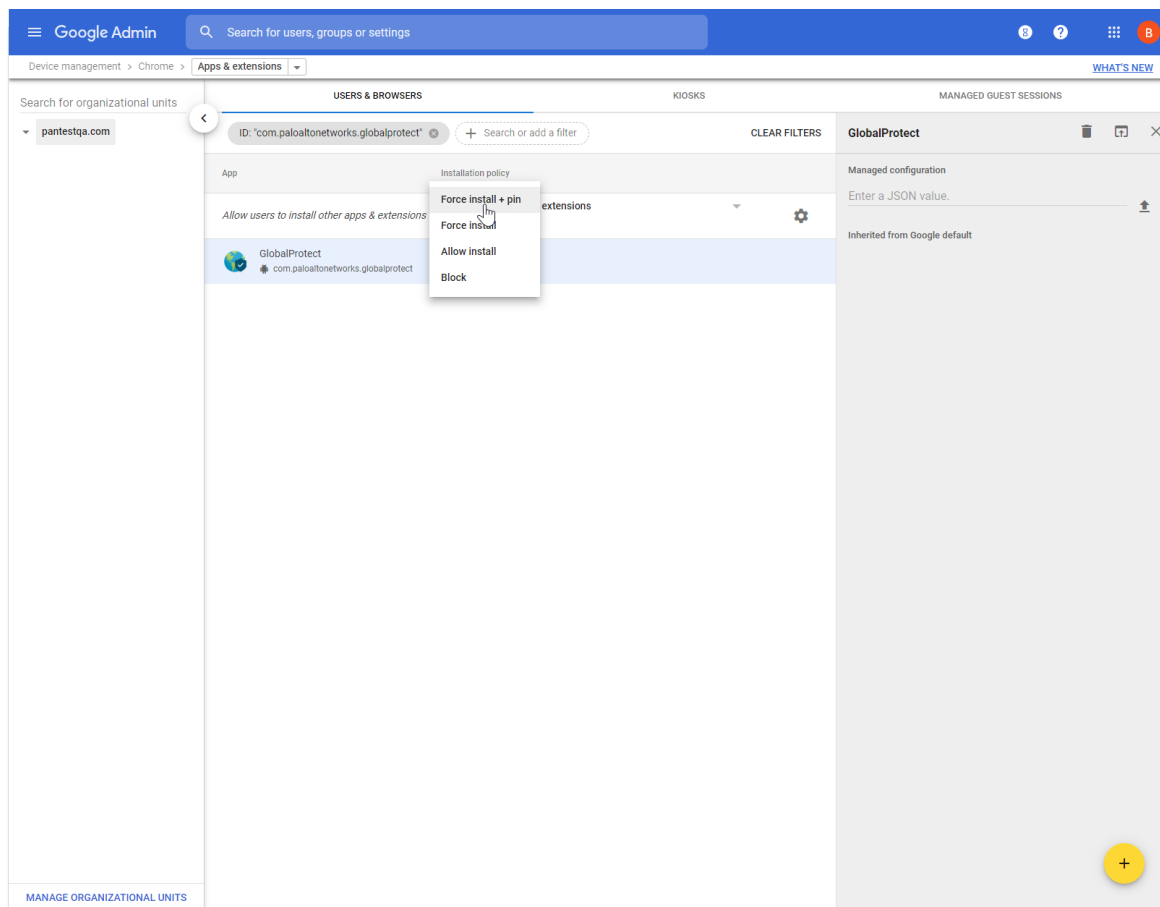 Google Admin
Search for users, groups or settings
8
?
B
Device management > Chrome > Apps & extensions
WHAT'S NEW
Search for organizational units
pantestqa.com
MANAGE ORGANIZATIONAL UNITS
USERS & BROWSERS
KIOSKS
MANAGED GUEST SESSIONS
ID: "com.paloaltonetworks.globalprotect"
+ Search or add a filter
CLEAR FILTERS
App
Installation policy
Allow users to install other apps & extensions
extensions
GlobalProtect
com.paloaltonetworks.globalprotect
Force install + pin
Force install
Allow install
Block
GlobalProtect
Managed configuration
Enter a JSON value.
Inherited from Google default
+